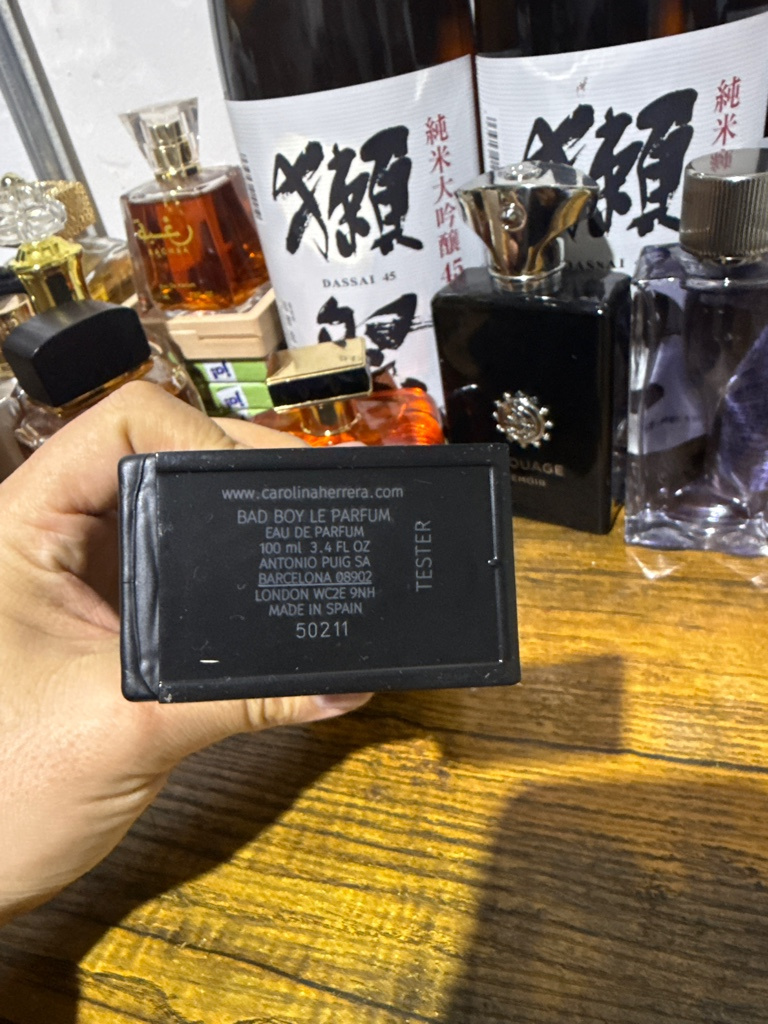 www.carolinaherrera.com
BAD BOY LE PARFUM
EAU DE PARFUM
100 ml 3.4 FL OZ
ANTONIO PUIG SA
BARCELONA 08902
LONDON WC2E 9NH
MADE IN SPAIN
50211
TESTER
獺
純米大吟醸45
DASSAI 45
獺
純米
DASSAI
رغبة